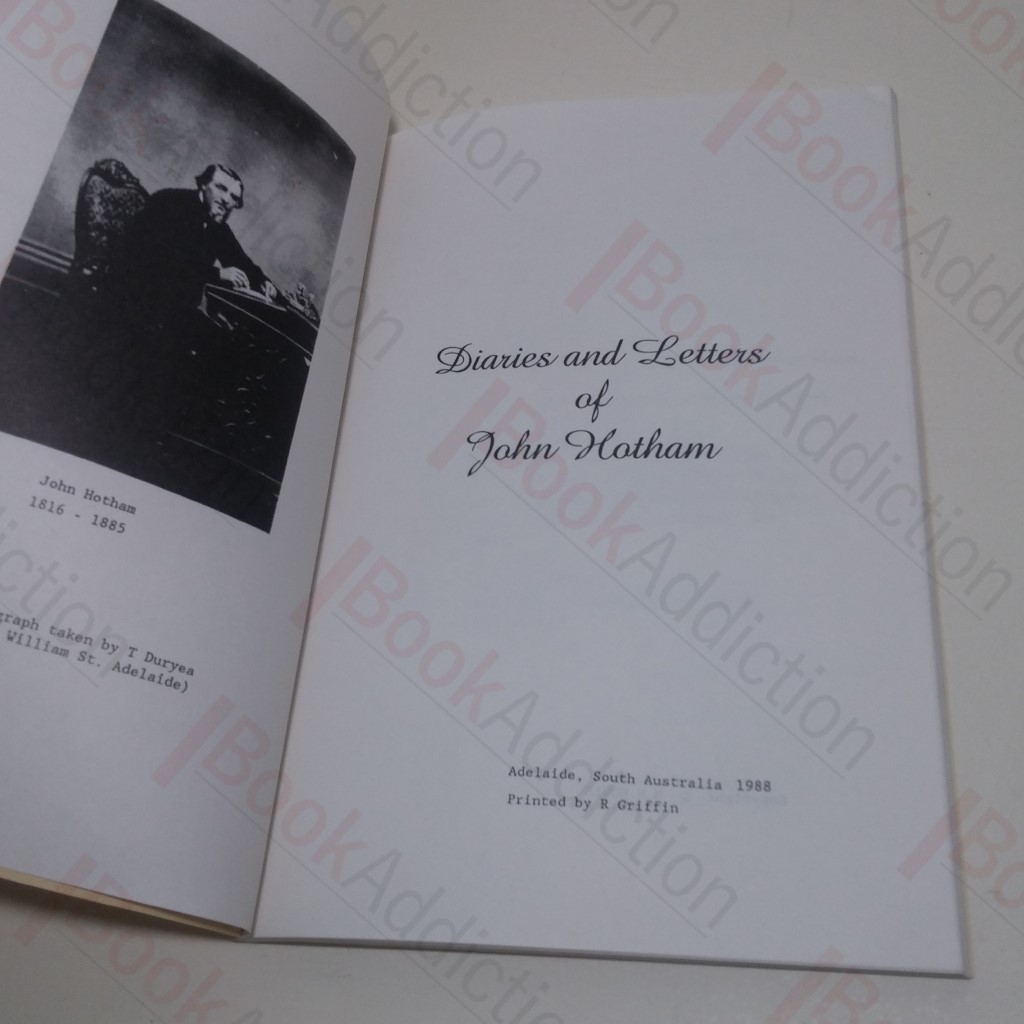 John Hotham
1816 - 1885
graph taken by T Duryea
William St. Adelaide)
Diaries and Letters
of
John Hotham
Adelaide, South Australia 1988
Printed by R Griffin
BookAddiction